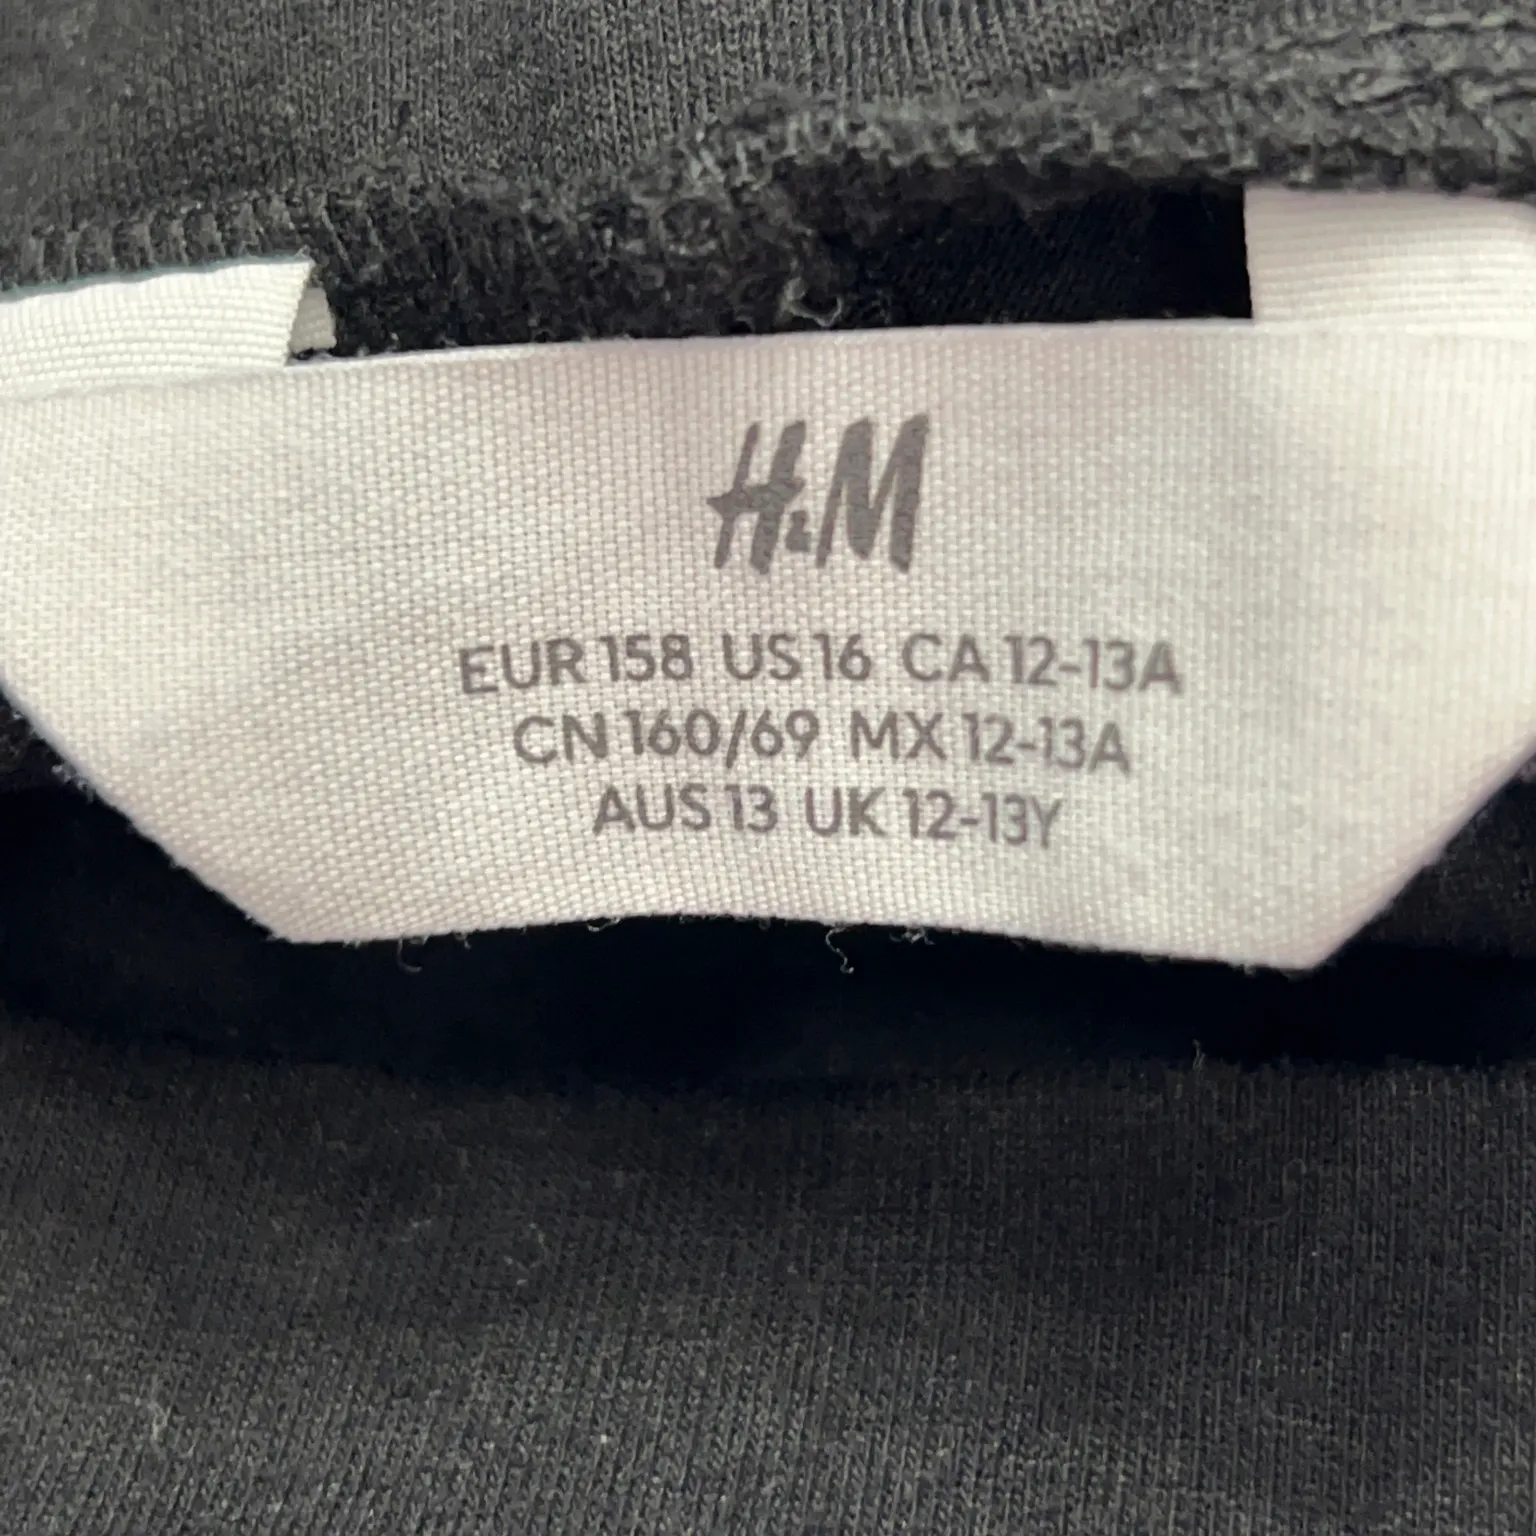 H&M
EUR 158 US 16 CA 12-13A
CN 160/69 MX 12-13A
AUS 13 UK 12-13Y